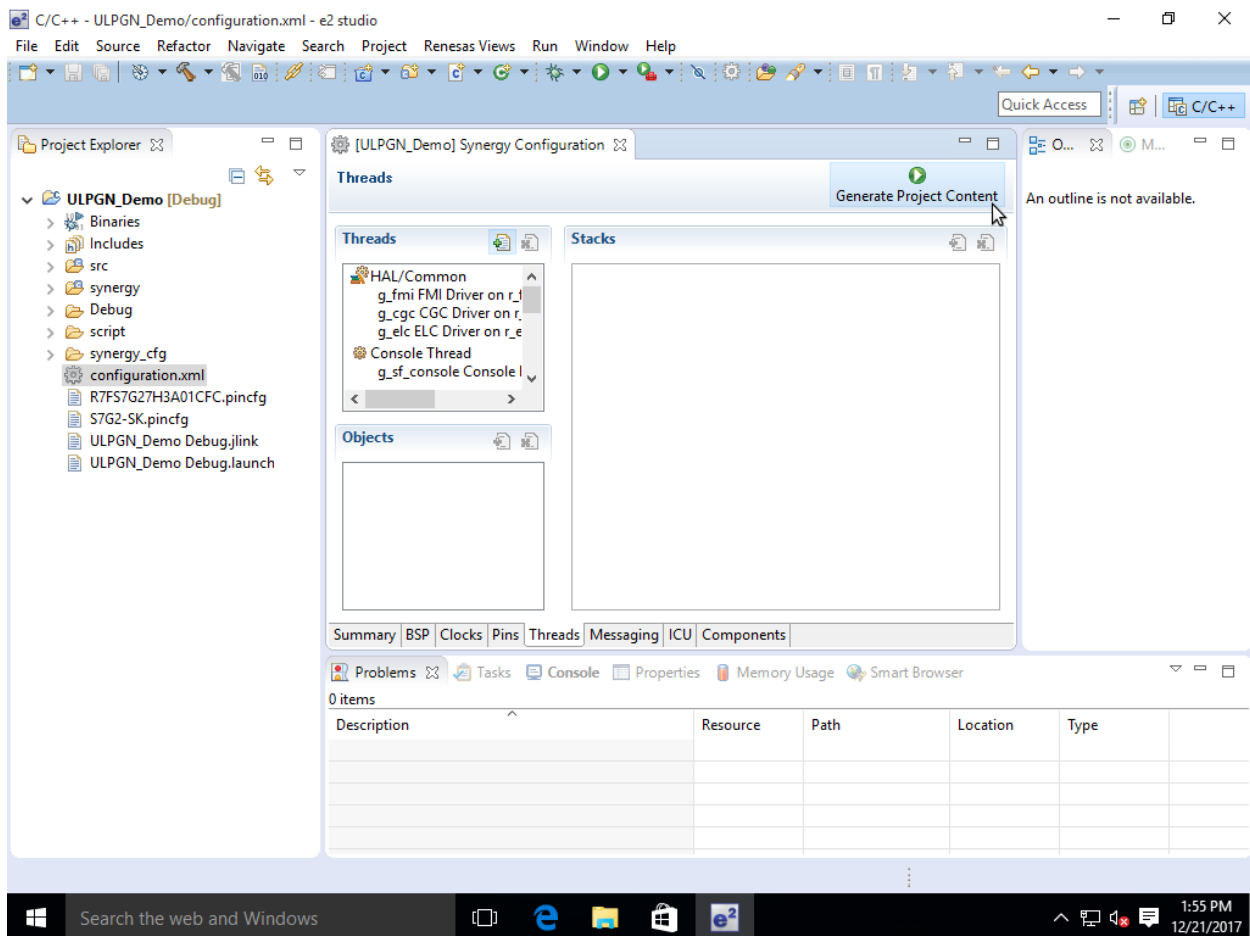 C/C++ - ULPGN_Demo/configuration.xml - e2 studio
File Edit Source Refactor Navigate Search Project Renesas Views Run Window Help
Quick Access
C/C++
Project Explorer
ULPGN_Demo [Debug]
Binaries
Includes
src
synergy
Debug
script
synergy_cfg
configuration.xml
R7FS7G27H3A01CFC.pincfg
S7G2-SK.pincfg
ULPGN_Demo Debug.jlink
ULPGN_Demo Debug.launch
[ULPGN_Demo] Synergy Configuration
Threads
Generate Project Content
Threads
HAL/Common
g_fmi FMI Driver on r_f
g_cgc CGC Driver on r_
g_elc ELC Driver on r_e
Console Thread
g_sf_console Console
Objects
Stacks
Summary BSP Clocks Pins Threads Messaging ICU Components
O... M...
An outline is not available.
Problems Tasks Console Properties Memory Usage Smart Browser
0 items
Description Resource Path Location Type
Search the web and Windows
1:55 PM
12/21/2017